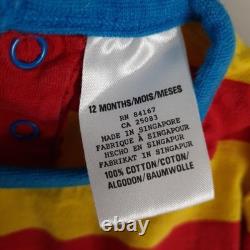 12 MONTHS/MOIS/MESES
RN 84167
CA 25083
MADE IN SINGAPORE
FABRIQUÉ À SINGAPOUR
HECHO EN SINGAPUR
FABRIKAT IN SINGAPUR
100% COTTON/COTON/
ALGODON/BAUMWOLLE